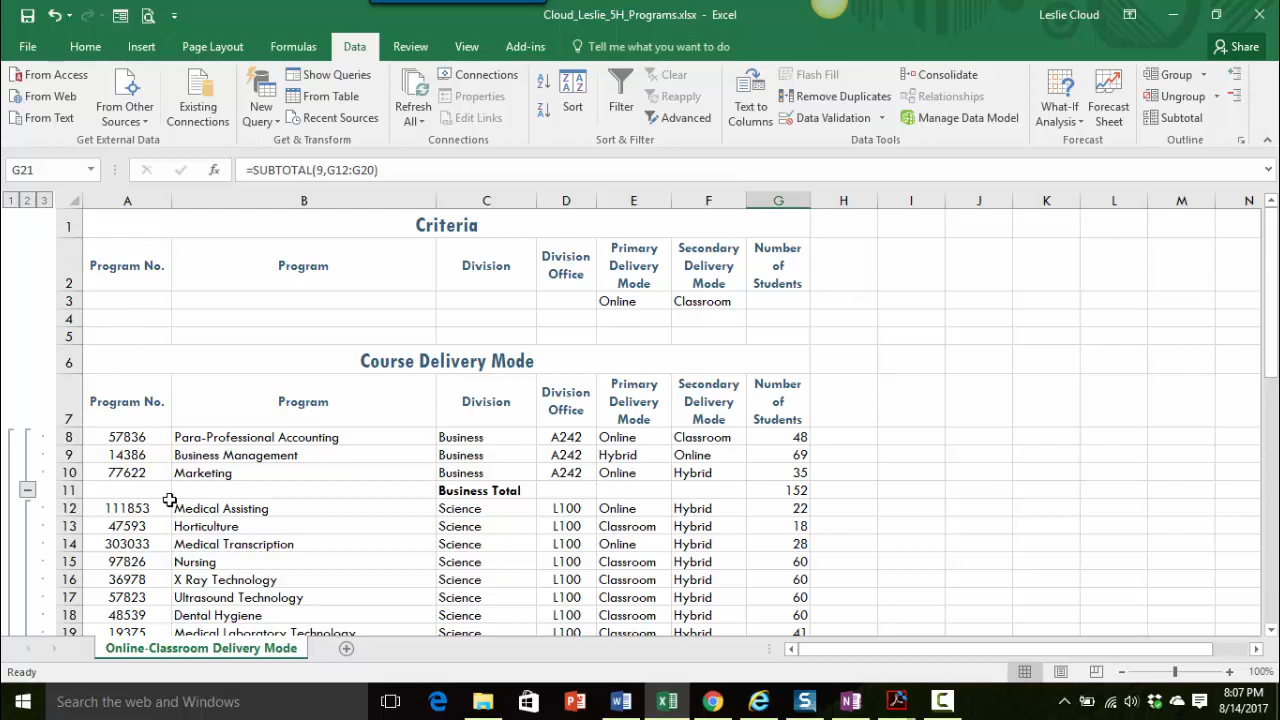 Cloud_Leslie_5H_Programs.xlsx - Excel
Leslie Cloud
File Home Insert Page Layout Formulas Data Review View Add-ins Tell me what you want to do Share
From Access
From Web
From Text
From Other Sources
Existing Connections
Get External Data
New Query
Show Queries
From Table
Recent Sources
Get & Transform
Refresh All
Connections
Properties
Edit Links
Connections
Sort
Filter
Clear
Reapply
Advanced
Sort & Filter
Text to Columns
Flash Fill
Remove Duplicates
Data Validation
Consolidate
Relationships
Manage Data Model
Data Tools
What-If Analysis
Forecast Sheet
Forecast
Group
Ungroup
Subtotal
Outline
G21 fx =SUBTOTAL(9,G12:G20)
1 2 3 A B C D E F G H I J K L M N
1 Criteria
2 Program No. Program Division Division Office Primary Delivery Mode Secondary Delivery Mode Number of Students
3 Online Classroom
4
5
6 Course Delivery Mode
7 Program No. Program Division Division Office Primary Delivery Mode Secondary Delivery Mode Number of Students
8 57836 Para-Professional Accounting Business A242 Online Classroom 48
9 14386 Business Management Business A242 Hybrid Online 69
10 77622 Marketing Business A242 Online Hybrid 35
11 Business Total 152
12 111853 Medical Assisting Science L100 Online Hybrid 22
13 47593 Horticulture Science L100 Classroom Hybrid 18
14 303033 Medical Transcription Science L100 Online Hybrid 28
15 97826 Nursing Science L100 Classroom Hybrid 60
16 36978 X Ray Technology Science L100 Classroom Hybrid 60
17 57823 Ultrasound Technology Science L100 Classroom Hybrid 60
18 48539 Dental Hygiene Science L100 Classroom Hybrid 60
19 19375 Medical Laboratory Technology Science L100 Classroom Hybrid 41
Online-Classroom Delivery Mode
Ready 100%
Search the web and Windows
8:07 PM
8/14/2017